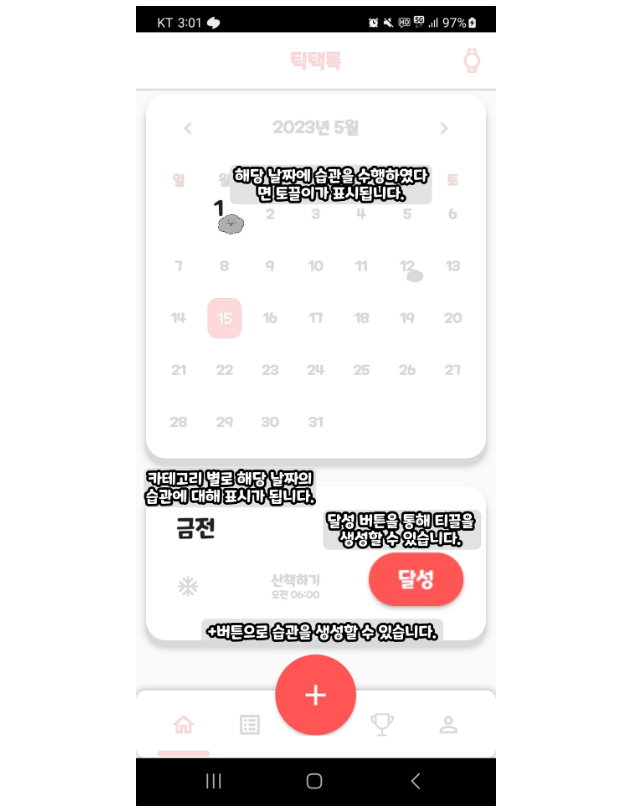 KT 3:01 HD 5G 97%
틱택톡
2023년 5월
일 월 토
해당 날짜에 습관을 수행하였다
면 토끌이가 표시됩니다.
1 2 3 4 5 6
7 8 9 10 11 12 13
14 15 16 17 18 19 20
21 22 23 24 25 26 27
28 29 30 31
카테고리 별로 해당 날짜의
습관에 대해 표시가 됩니다.
금전
달성 버튼을 통해 티끌을
생성할 수 있습니다.
산책하기
오전 06:00
달성
+버튼으로 습관을 생성할 수 있습니다.
+